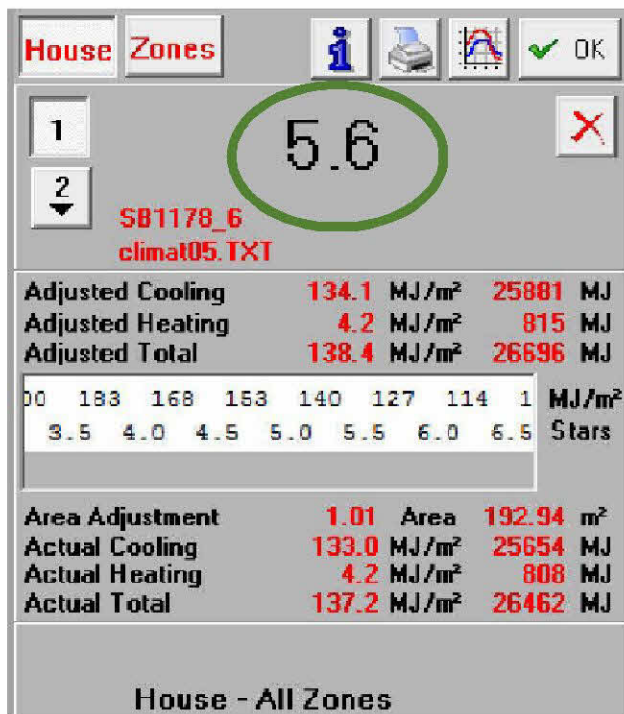 House Zones i OK
1 5.6
2
SB1178_6
climat05.TXT
Adjusted Cooling 134.1 MJ/m² 25881 MJ
Adjusted Heating 4.2 MJ/m² 815 MJ
Adjusted Total 138.4 MJ/m² 26696 MJ
00 183 168 153 140 127 114 1 MJ/m²
3.5 4.0 4.5 5.0 5.5 6.0 6.5 Stars
Area Adjustment 1.01 Area 192.94 m²
Actual Cooling 133.0 MJ/m² 25654 MJ
Actual Heating 4.2 MJ/m² 808 MJ
Actual Total 137.2 MJ/m² 26462 MJ
House - All Zones